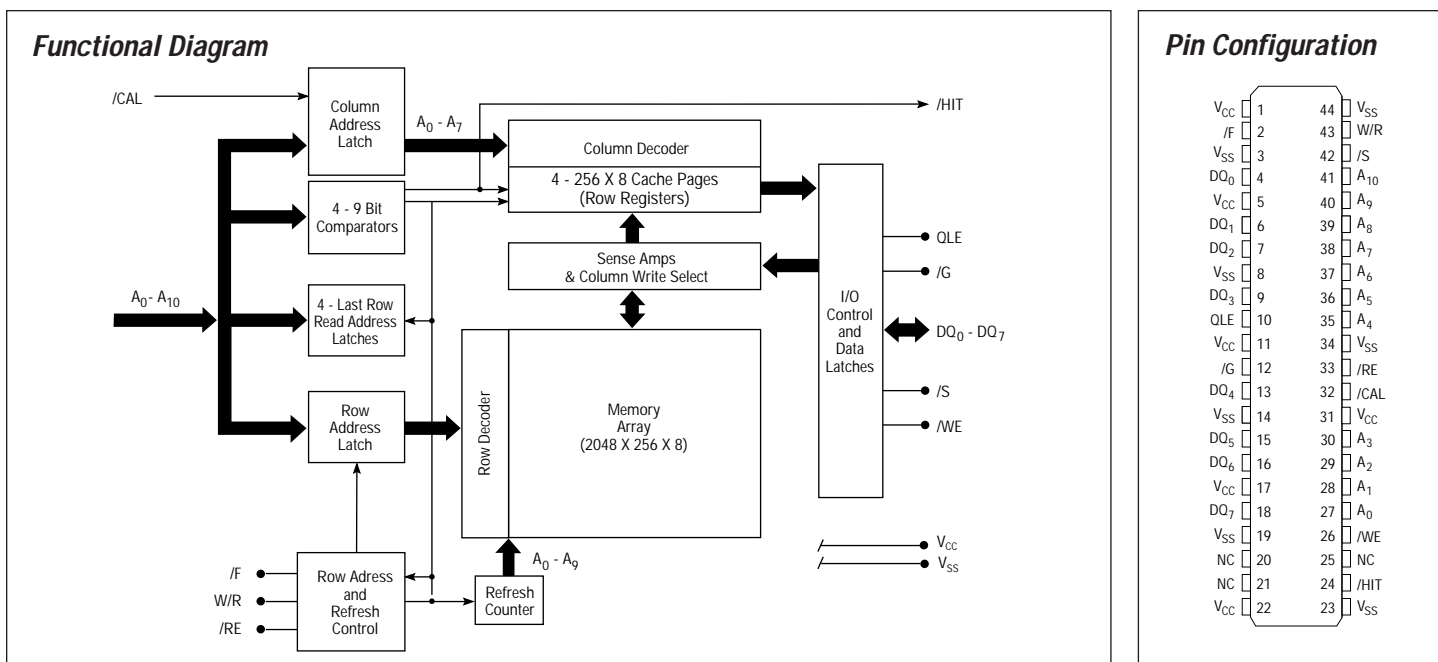 Functional Diagram
/CAL
Column
Address
Latch
A0 - A7
/HIT
Column Decoder
4 - 256 X 8 Cache Pages
(Row Registers)
4 - 9 Bit
Comparators
Sense Amps
& Column Write Select
QLE
/G
A0- A10
4 - Last Row
Read Address
Latches
I/O
Control
and
Data
Latches
DQ0 - DQ7
/S
/WE
Row
Address
Latch
Row Decoder
Memory
Array
(2048 X 256 X 8)
VCC
VSS
A0 - A9
/F
W/R
/RE
Row Adress
and
Refresh
Control
Refresh
Counter
Pin Configuration
VCC 1 44 VSS
/F 2 43 W/R
VSS 3 42 /S
DQ0 4 41 A10
VCC 5 40 A9
DQ1 6 39 A8
DQ2 7 38 A7
VSS 8 37 A6
DQ3 9 36 A5
QLE 10 35 A4
VCC 11 34 VSS
/G 12 33 /RE
DQ4 13 32 /CAL
VSS 14 31 VCC
DQ5 15 30 A3
DQ6 16 29 A2
VCC 17 28 A1
DQ7 18 27 A0
VSS 19 26 /WE
NC 20 25 NC
NC 21 24 /HIT
VCC 22 23 VSS